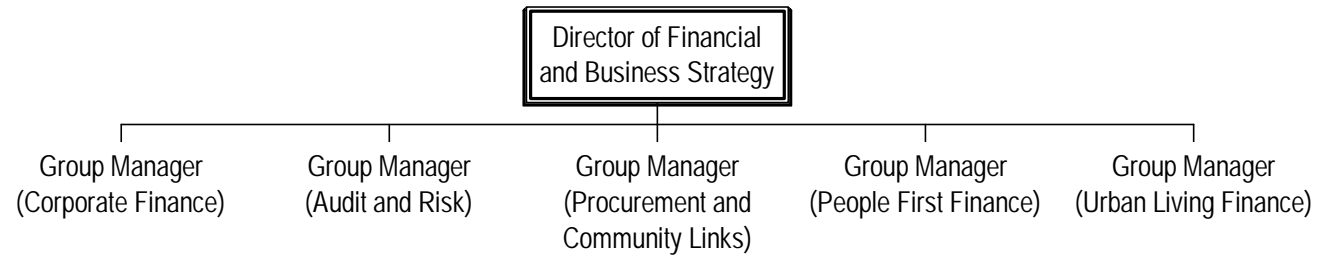 Director of Financial
and Business Strategy
Group Manager
(Corporate Finance)
Group Manager
(Audit and Risk)
Group Manager
(Procurement and
Community Links)
Group Manager
(People First Finance)
Group Manager
(Urban Living Finance)